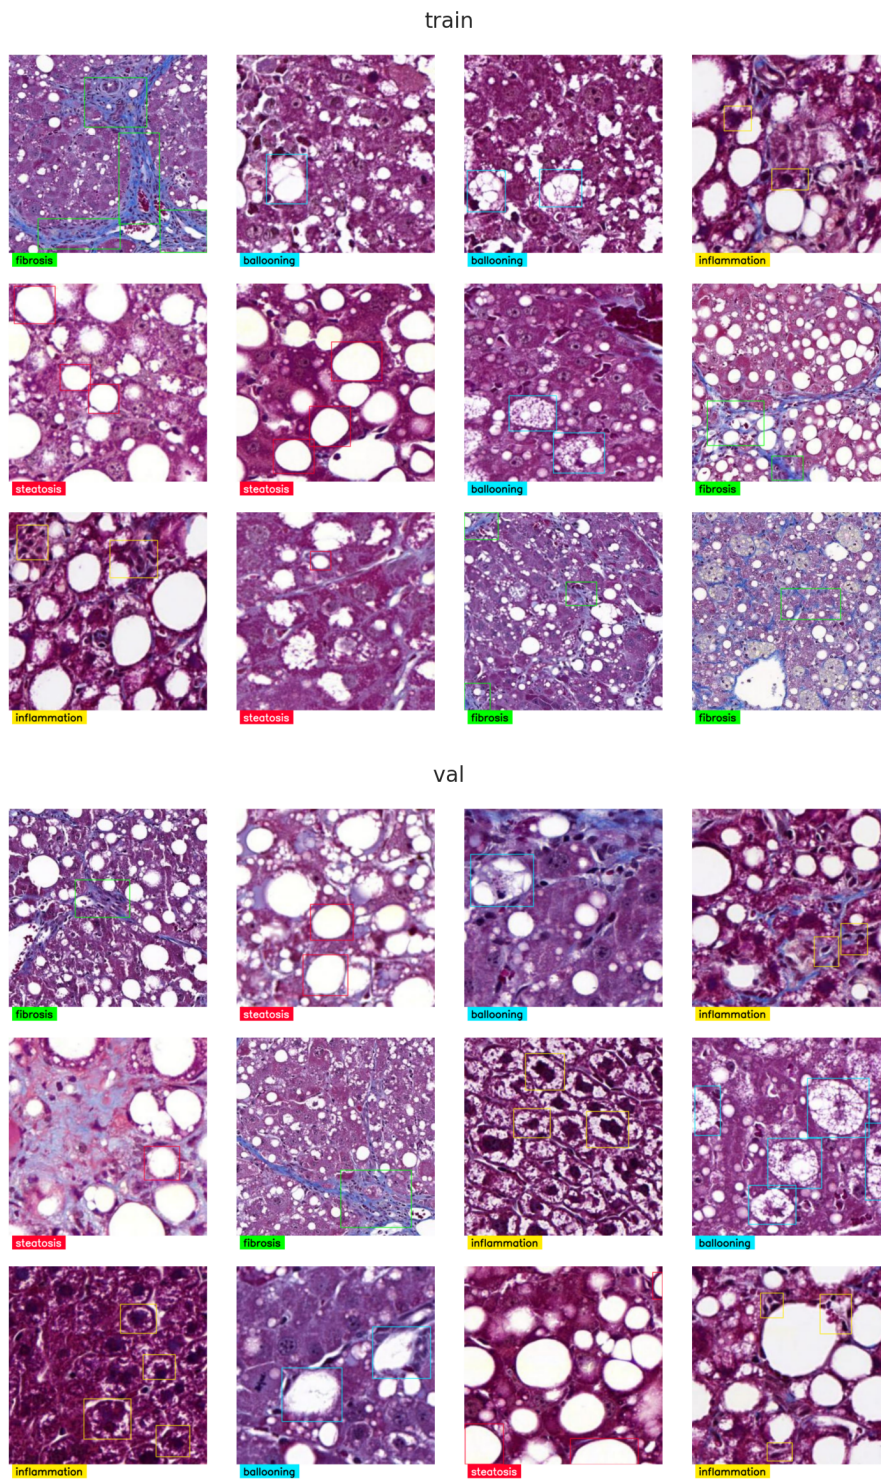 train
fibrosis
ballooning
ballooning
inflammation
steatosis
steatosis
ballooning
fibrosis
inflammation
steatosis
fibrosis
fibrosis
val
fibrosis
steatosis
ballooning
inflammation
steatosis
fibrosis
inflammation
ballooning
inflammation
ballooning
steatosis
inflammation